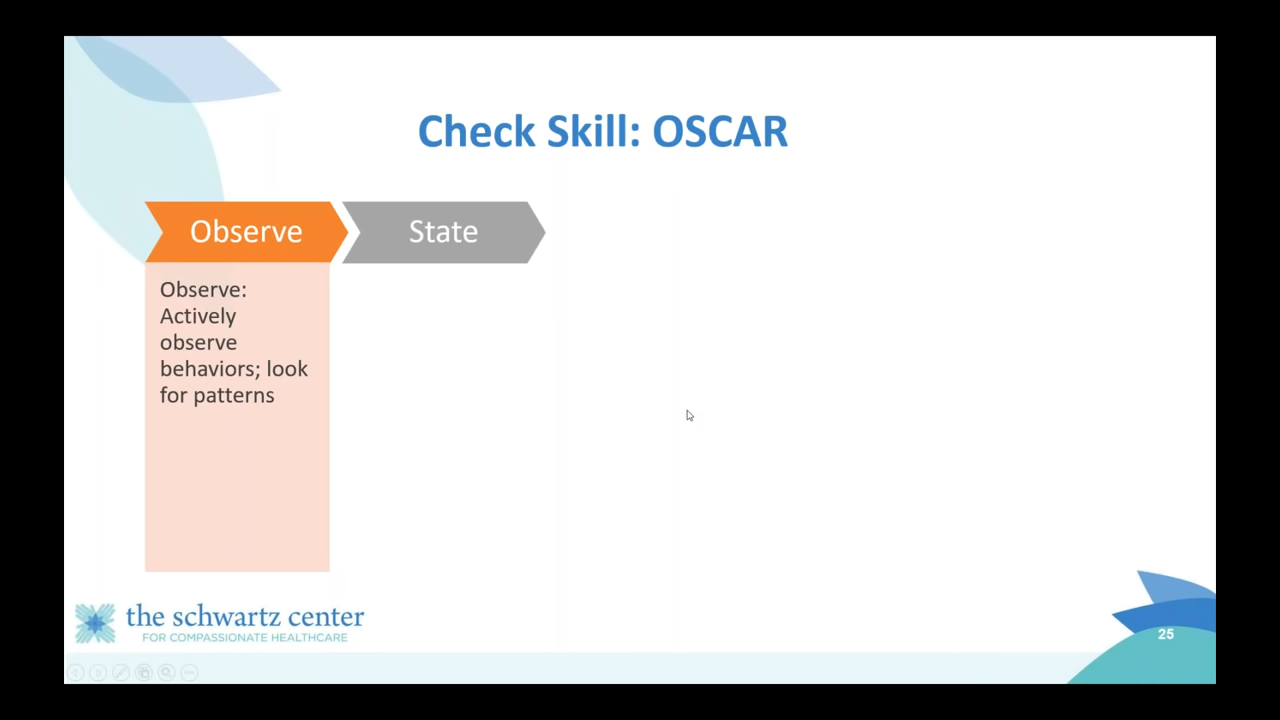 Check Skill: OSCAR
Observe
State
Observe:
Actively
observe
behaviors; look
for patterns
the schwartz center
FOR COMPASSIONATE HEALTHCARE
25